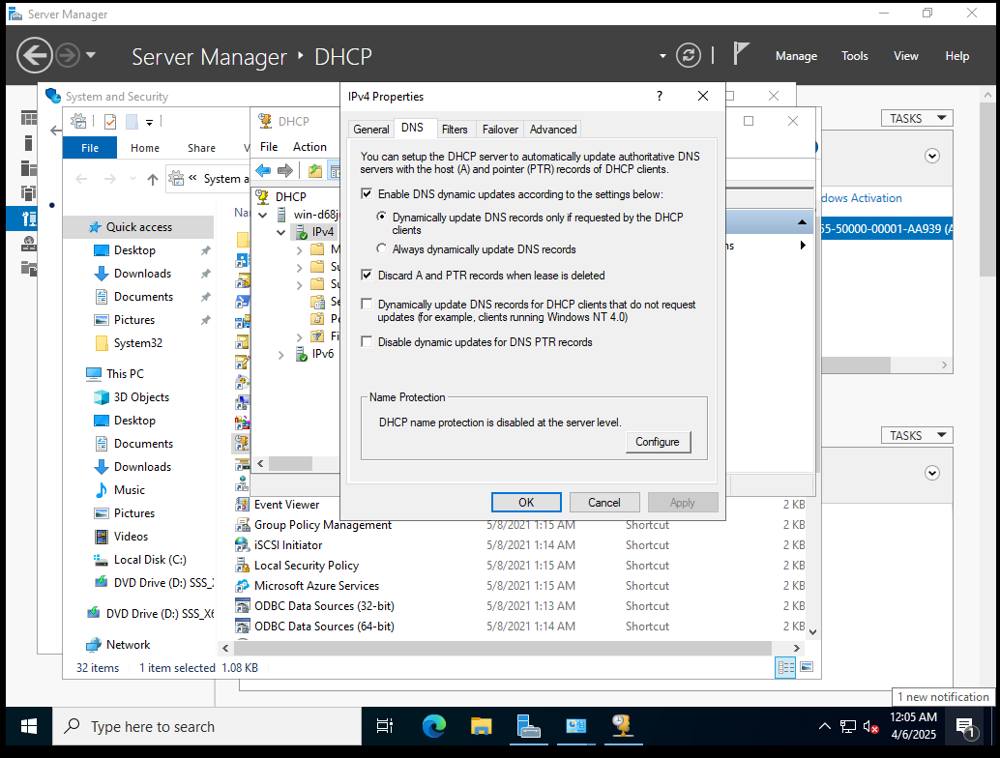 Server Manager
Server Manager • DHCP
Manage
Tools
View
Help
System and Security
File
Home
Share
V
System a
Na
Quick access
Desktop
Downloads
Documents
Pictures
System32
This PC
3D Objects
Desktop
Documents
Downloads
Music
Pictures
Videos
Local Disk (C:)
DVD Drive (D:) SSS_X
DVD Drive (D:) SSS_X6
Network
32 items
1 item selected 1.08 KB
DHCP
File
Action
DHCP
win-d68j
IPv4
M
Su
Su
Se
Po
Fi
IPv6
IPv4 Properties
?
General
DNS
Filters
Failover
Advanced
You can setup the DHCP server to automatically update authoritative DNS
servers with the host (A) and pointer (PTR) records of DHCP clients.
Enable DNS dynamic updates according to the settings below:
Dynamically update DNS records only if requested by the DHCP
clients
Always dynamically update DNS records
Discard A and PTR records when lease is deleted
Dynamically update DNS records for DHCP clients that do not request
updates (for example, clients running Windows NT 4.0)
Disable dynamic updates for DNS PTR records
Name Protection
DHCP name protection is disabled at the server level.
Configure
OK
Cancel
Apply
ns
TASKS
dows Activation
55-50000-00001-AA939 (A
TASKS
Event Viewer
2 KB
Group Policy Management 5/8/2021 1:15 AM Shortcut 2 KB
iSCSI Initiator 5/8/2021 1:14 AM Shortcut 2 KB
Local Security Policy 5/8/2021 1:15 AM Shortcut 2 KB
Microsoft Azure Services 5/8/2021 1:15 AM Shortcut 2 KB
ODBC Data Sources (32-bit) 5/8/2021 1:13 AM Shortcut 2 KB
ODBC Data Sources (64-bit) 5/8/2021 1:14 AM Shortcut 2 KB
1 new notification
Type here to search
12:05 AM
4/6/2025
1